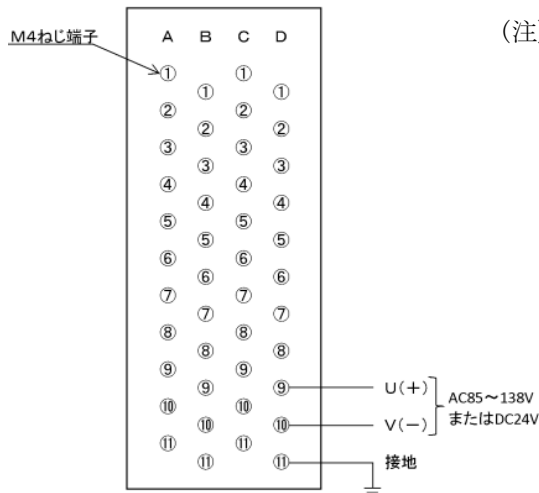 (注)
M4ねじ端子
A B C D
① ①
① ①
② ②
② ②
③ ③
③ ③
④ ④
④ ④
⑤ ⑤
⑤ ⑤
⑥ ⑥
⑥ ⑥
⑦ ⑦
⑦ ⑦
⑧ ⑧
⑧ ⑧
⑨ ⑨
⑨ ⑨ U(+)
AC85~138V
またはDC24V
⑩ ⑩
⑩ ⑩ V(-)
⑪ ⑪
⑪ ⑪ 接地